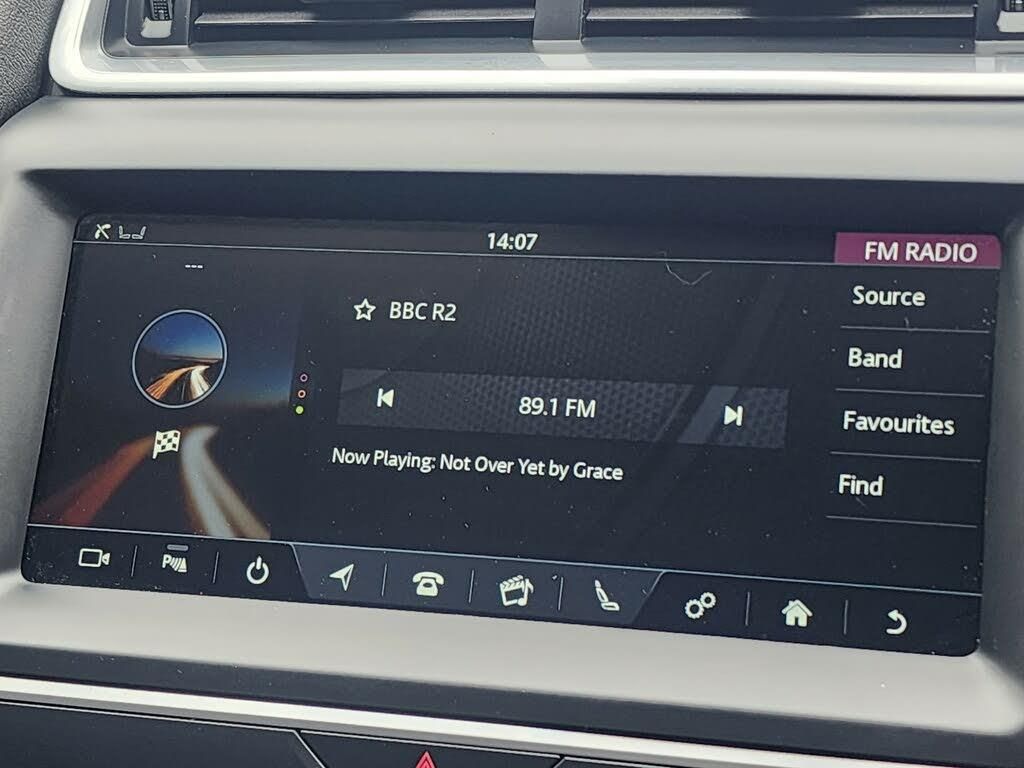 14:07
FM RADIO
---
BBC R2
Source
Band
89.1 FM
Favourites
Now Playing: Not Over Yet by Grace
Find
P